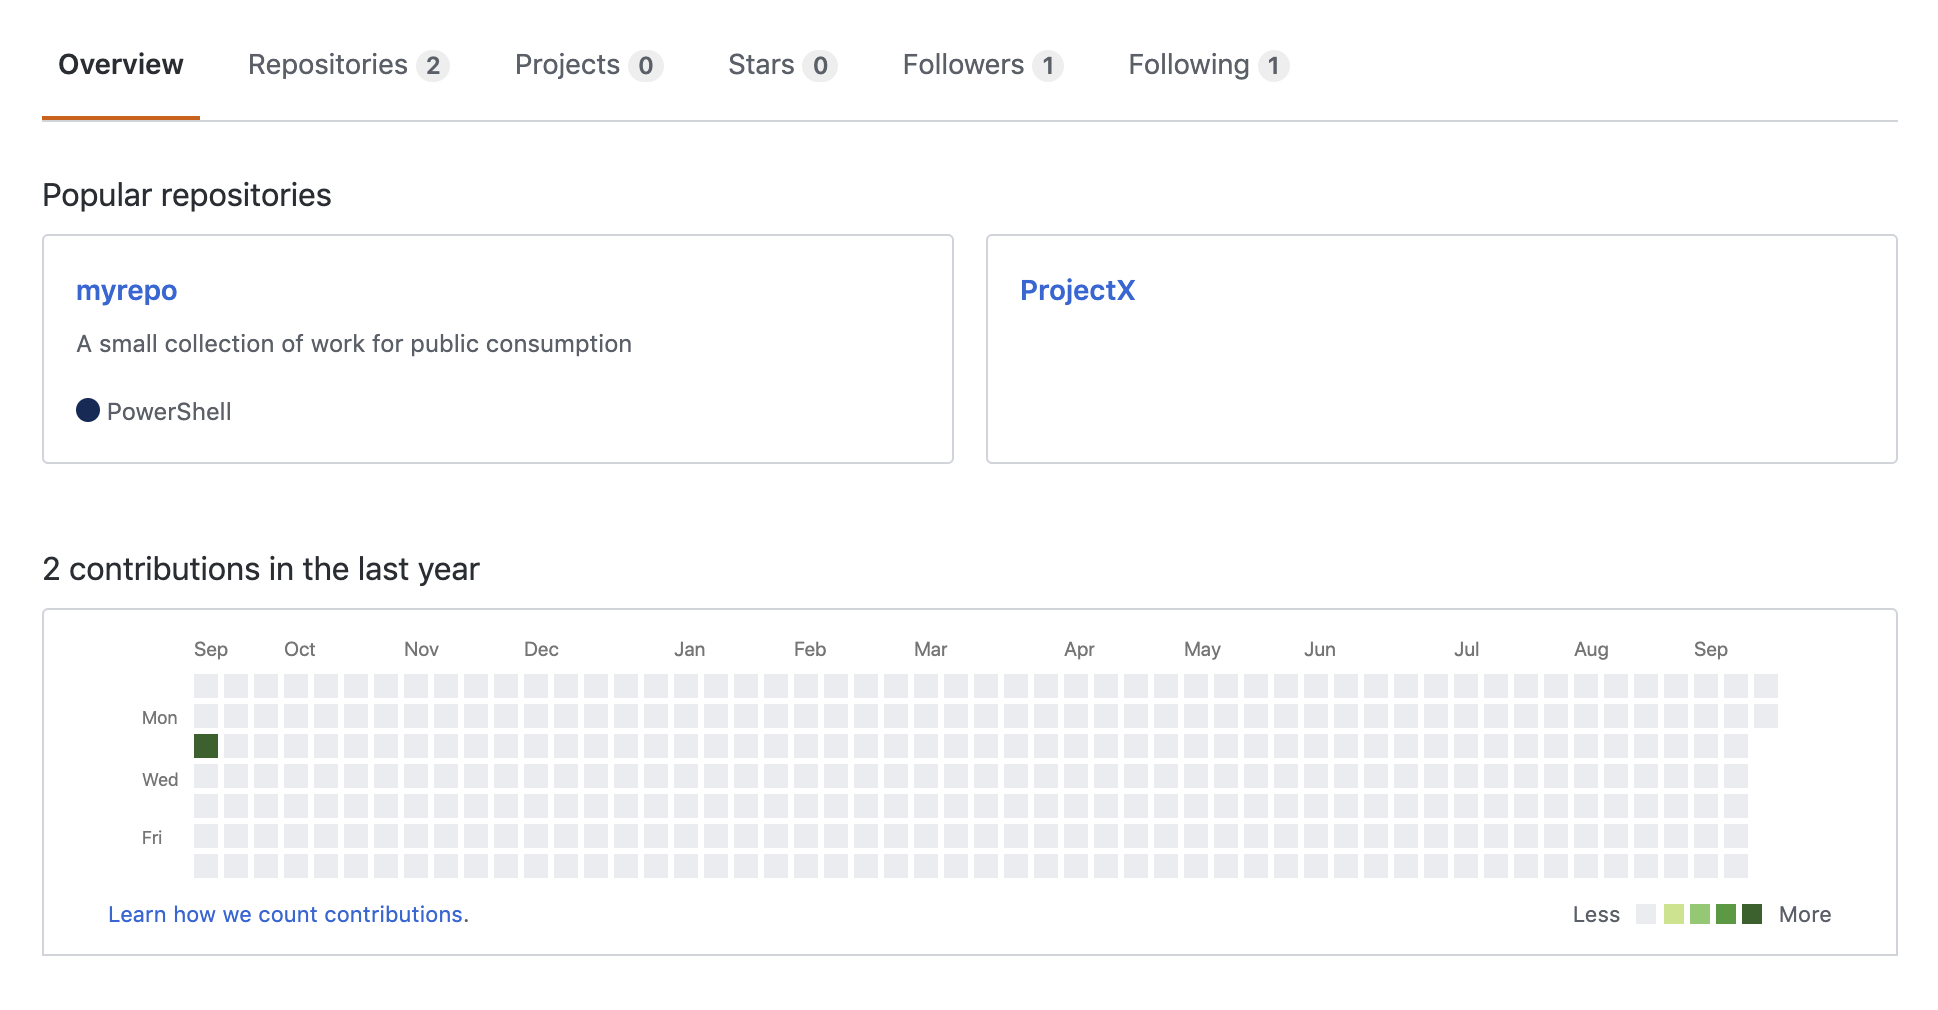 Overview Repositories 2 Projects 0 Stars 0 Followers 1 Following 1
Popular repositories
myrepo
A small collection of work for public consumption
PowerShell
ProjectX
2 contributions in the last year
Sep Oct Nov Dec Jan Feb Mar Apr May Jun Jul Aug Sep
Mon
Wed
Fri
Learn how we count contributions.
Less More